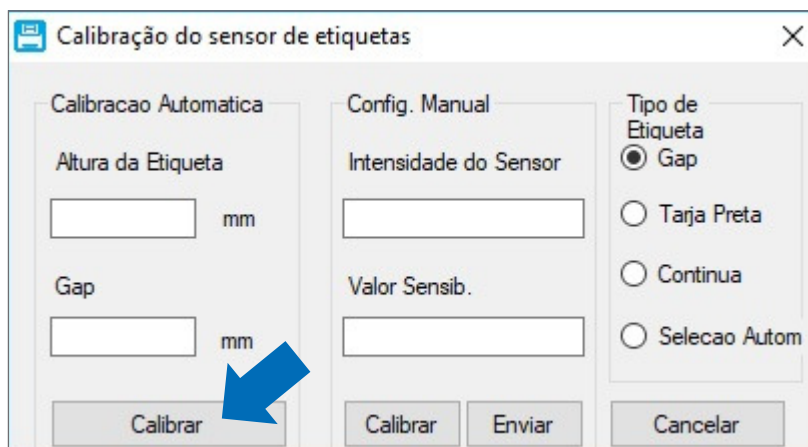 Calibração do sensor de etiquetas
Calibracao Automatica
Altura da Etiqueta
mm
Gap
mm
Calibrar
Config. Manual
Intensidade do Sensor
Valor Sensib.
Calibrar
Enviar
Tipo de
Etiqueta
Gap
Tarja Preta
Continua
Selecao Autom
Cancelar